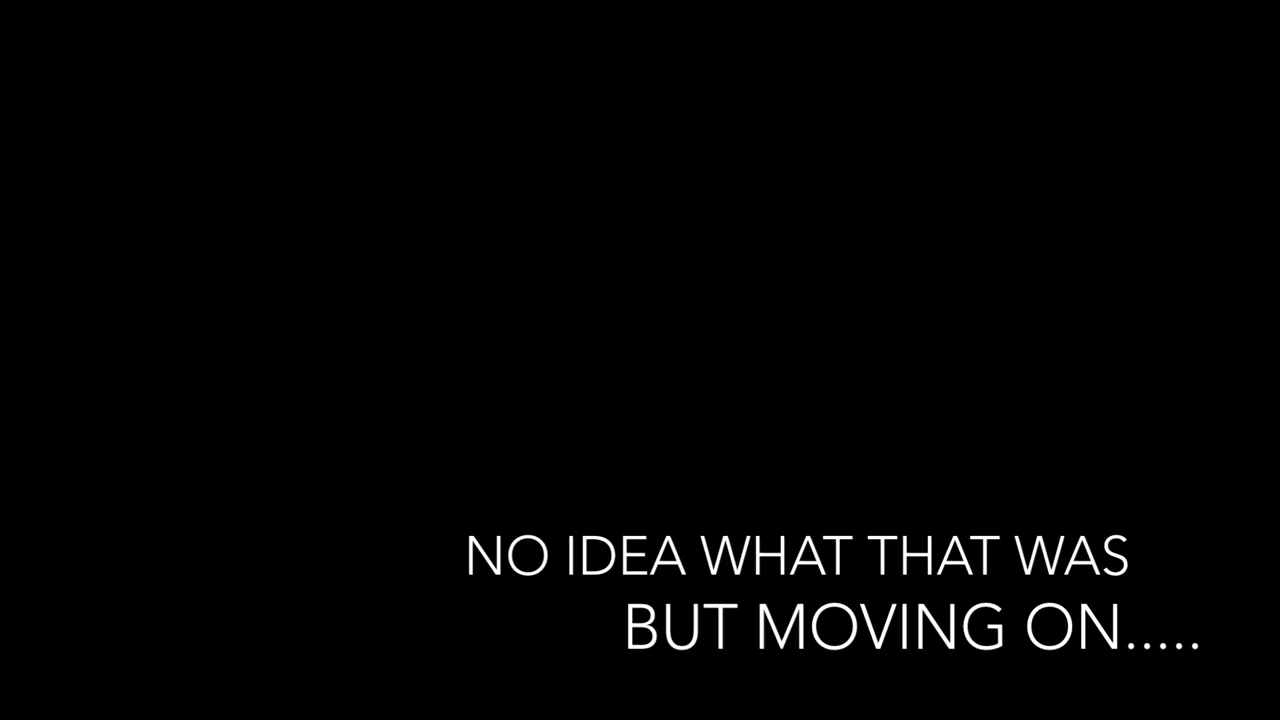 NO IDEA WHAT THAT WAS
BUT MOVING ON.....